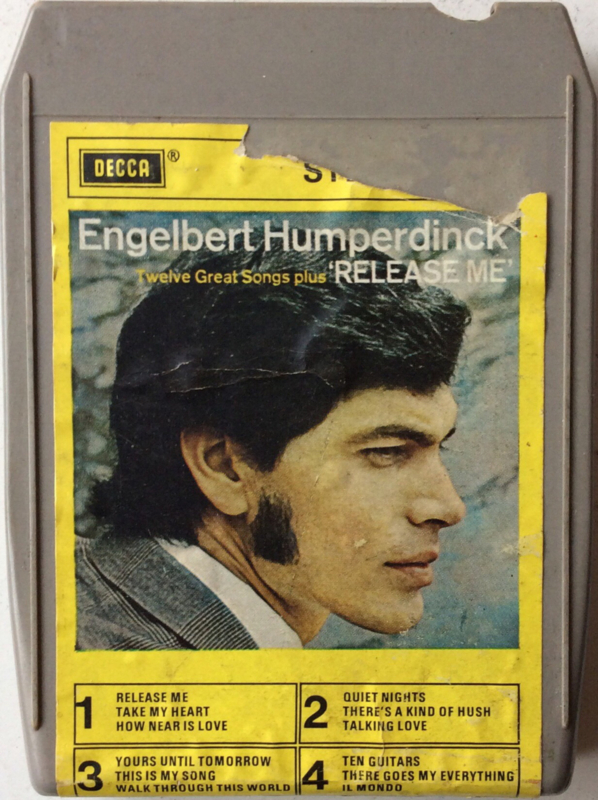 DECCA ®
Engelbert Humperdinck
Twelve Great Songs plus 'RELEASE ME'
1 RELEASE ME
TAKE MY HEART
HOW NEAR IS LOVE
2 QUIET NIGHTS
THERE'S A KIND OF HUSH
TALKING LOVE
3 YOURS UNTIL TOMORROW
THIS IS MY SONG
WALK THROUGH THIS WORLD
4 TEN GUITARS
THERE GOES MY EVERYTHING
IL MONDO